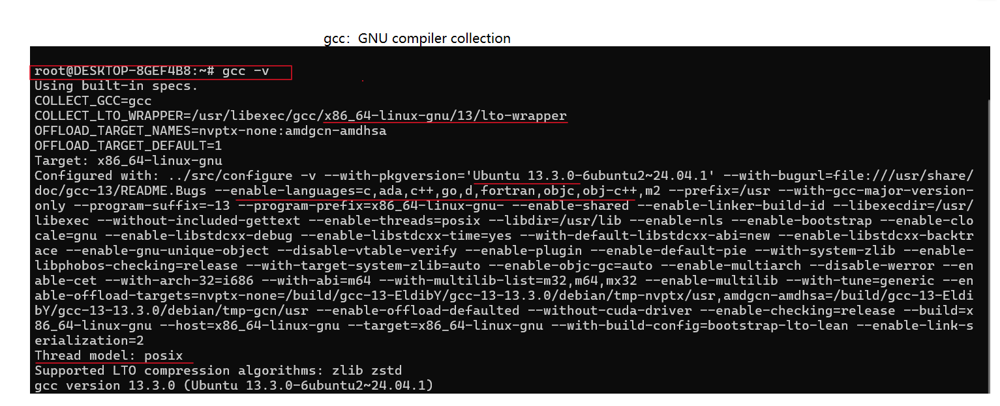 gcc：GNU compiler collection
root@DESKTOP-8GEF4B8:~# gcc -v
Using built-in specs.
COLLECT_GCC=gcc
COLLECT_LTO_WRAPPER=/usr/libexec/gcc/x86_64-linux-gnu/13/lto-wrapper
OFFLOAD_TARGET_NAMES=nvptx-none:amdgcn-amdhsa
OFFLOAD_TARGET_DEFAULT=1
Target: x86_64-linux-gnu
Configured with: ../src/configure -v --with-pkgversion='Ubuntu 13.3.0-6ubuntu2~24.04.1' --with-bugurl=file:///usr/share/
doc/gcc-13/README.Bugs --enable-languages=c,ada,c++,go,d,fortran,objc,obj-c++,m2 --prefix=/usr --with-gcc-major-version-
only --program-suffix=-13 --program-prefix=x86_64-linux-gnu- --enable-shared --enable-linker-build-id --libexecdir=/usr/
libexec --without-included-gettext --enable-threads=posix --libdir=/usr/lib --enable-nls --enable-bootstrap --enable-clo
cale=gnu --enable-libstdcxx-debug --enable-libstdcxx-time=yes --with-default-libstdcxx-abi=new --enable-libstdcxx-backtr
ace --enable-gnu-unique-object --disable-vtable-verify --enable-plugin --enable-default-pie --with-system-zlib --enable-
libphobos-checking=release --with-target-system-zlib=auto --enable-objc-gc=auto --enable-multiarch --disable-werror --en
able-cet --with-arch-32=i686 --with-abi=m64 --with-multilib-list=m32,m64,mx32 --enable-multilib --with-tune=generic --en
able-offload-targets=nvptx-none=/build/gcc-13-EldibY/gcc-13-13.3.0/debian/tmp-nvptx/usr,amdgcn-amdhsa=/build/gcc-13-Eldi
bY/gcc-13-13.3.0/debian/tmp-gcn/usr --enable-offload-defaulted --without-cuda-driver --enable-checking=release --build=x
86_64-linux-gnu --host=x86_64-linux-gnu --target=x86_64-linux-gnu --with-build-config=bootstrap-lto-lean --enable-link-s
erialization=2
Thread model: posix
Supported LTO compression algorithms: zlib zstd
gcc version 13.3.0 (Ubuntu 13.3.0-6ubuntu2~24.04.1)